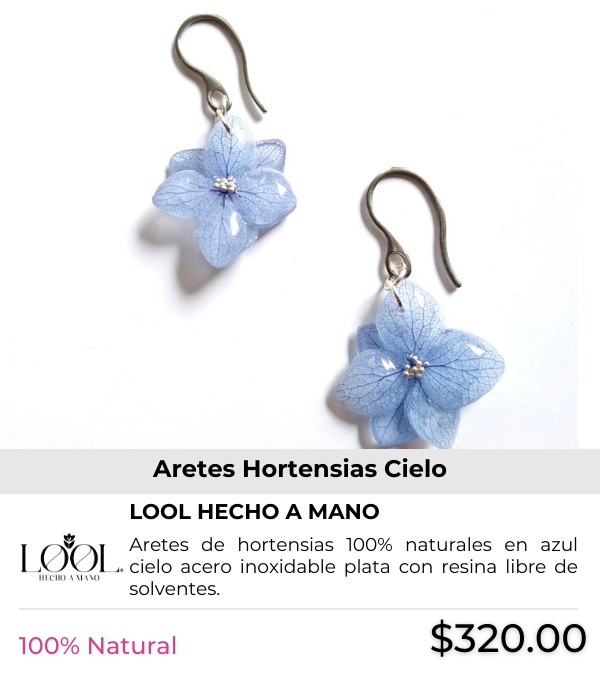 Aretes Hortensias Cielo
LOOL HECHO A MANO
LOOL®
HECHO A MANO
Aretes de hortensias 100% naturales en azul
cielo acero inoxidable plata con resina libre de
solventes.
100% Natural
$320.00